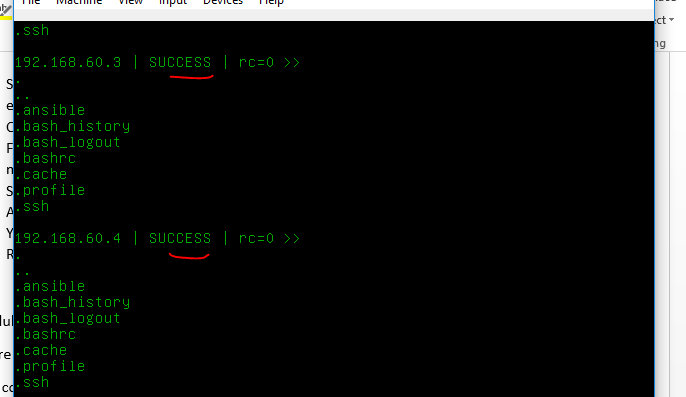 File Machine View Input Devices Help
.ssh
192.168.60.3 | SUCCESS | rc=0 >>
.
..
.ansible
.bash_history
.bash_logout
.bashrc
.cache
.profile
.ssh
192.168.60.4 | SUCCESS | rc=0 >>
.
..
.ansible
.bash_history
.bash_logout
.bashrc
.cache
.profile
.ssh